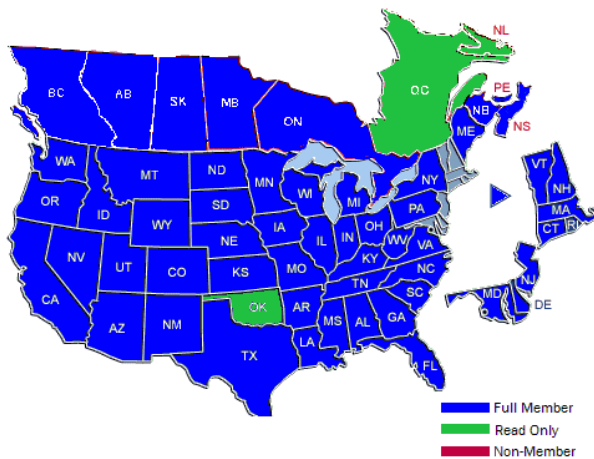 NL
BC
AB
SK
MB
ON
OC
PE
NB
NS
ME
WA
MT
ND
MN
OR
ID
WY
SD
WI
MI
NY
VT
NH
MA
CT
R
NV
UT
CO
NE
KS
IA
IL
IN
OH
PA
WV
VA
KY
MO
CA
AZ
NM
OK
AR
TN
NC
SC
MS
AL
GA
LA
TX
FL
NJ
MD
DE
Full Member
Read Only
Non-Member